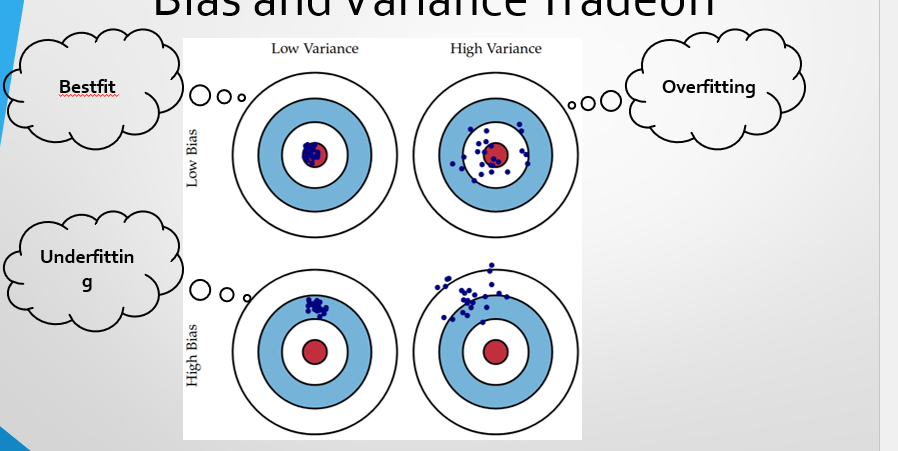 Bias and Variance Tradeoff
Low Variance
High Variance
Bestfit
Overfitting
Low Bias
Underfittin
g
High Bias